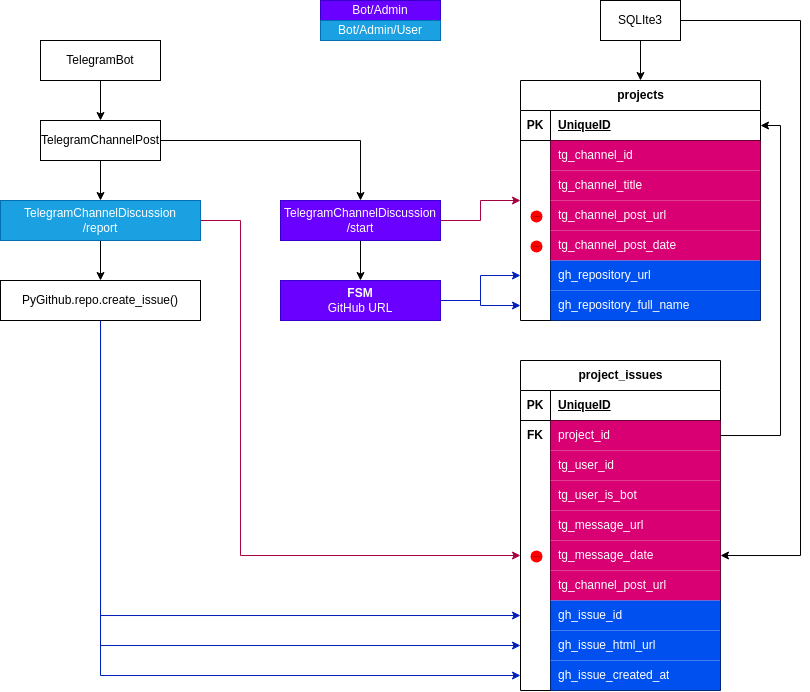 Bot/Admin
Bot/Admin/User
SQLIte3
TelegramBot
TelegramChannelPost
TelegramChannelDiscussion
/report
PyGithub.repo.create_issue()
TelegramChannelDiscussion
/start
FSM
GitHub URL
projects
PK UniqueID
tg_channel_id
tg_channel_title
tg_channel_post_url
tg_channel_post_date
gh_repository_url
gh_repository_full_name
project_issues
PK UniqueID
FK project_id
tg_user_id
tg_user_is_bot
tg_message_url
tg_message_date
tg_channel_post_url
gh_issue_id
gh_issue_html_url
gh_issue_created_at